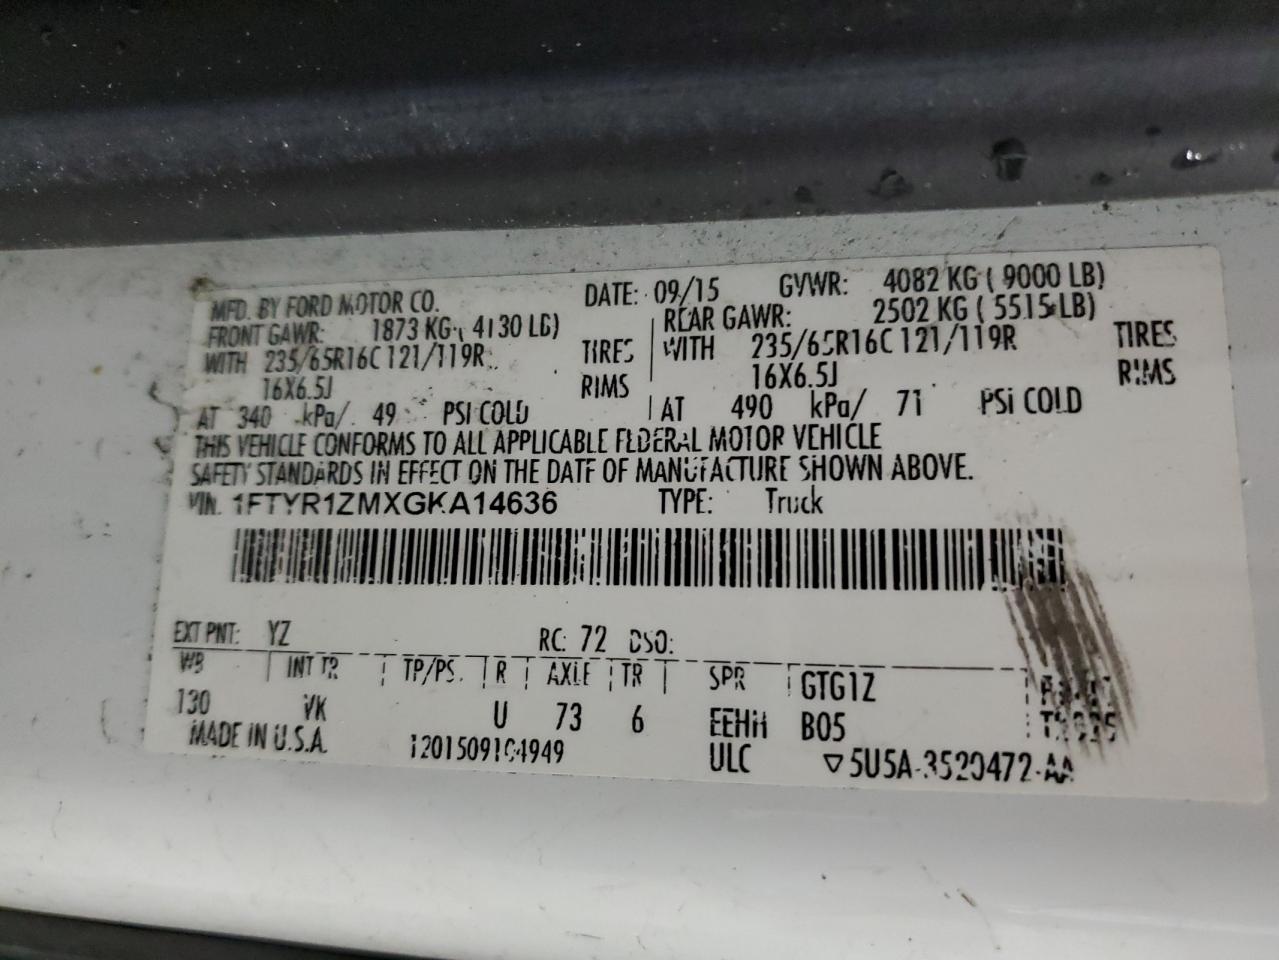 MFD. BY FORD MOTOR CO. DATE: 09/15 GVWR: 4082 KG ( 9000 LB)
FRONT GAWR: 1873 KG ( 4130 LB) REAR GAWR: 2502 KG ( 5515 LB)
WITH 235/65R16C 121/119R TIRES WITH 235/65R16C 121/119R TIRES
16X6.5J RIMS 16X6.5J RIMS
AT 340 kPa/ 49 PSI COLD AT 490 kPa/ 71 PSi COLD
THIS VEHICLE CONFORMS TO ALL APPLICABLE FEDERAL MOTOR VEHICLE
SAFETY STANDARDS IN EFFECT ON THE DATE OF MANUFACTURE SHOWN ABOVE.
VIN. 1FTYR1ZMXGKA14636 TYPE: Truck
EXT PNT: YZ RC: 72 DSO:
WB INT TR TP/PS. R AXLE TR SPR GTG1Z
130 VK U 73 6 EEHH B05
MADE IN U.S.A. 1201509104949 ULC ▽5U5A-3520472-AA